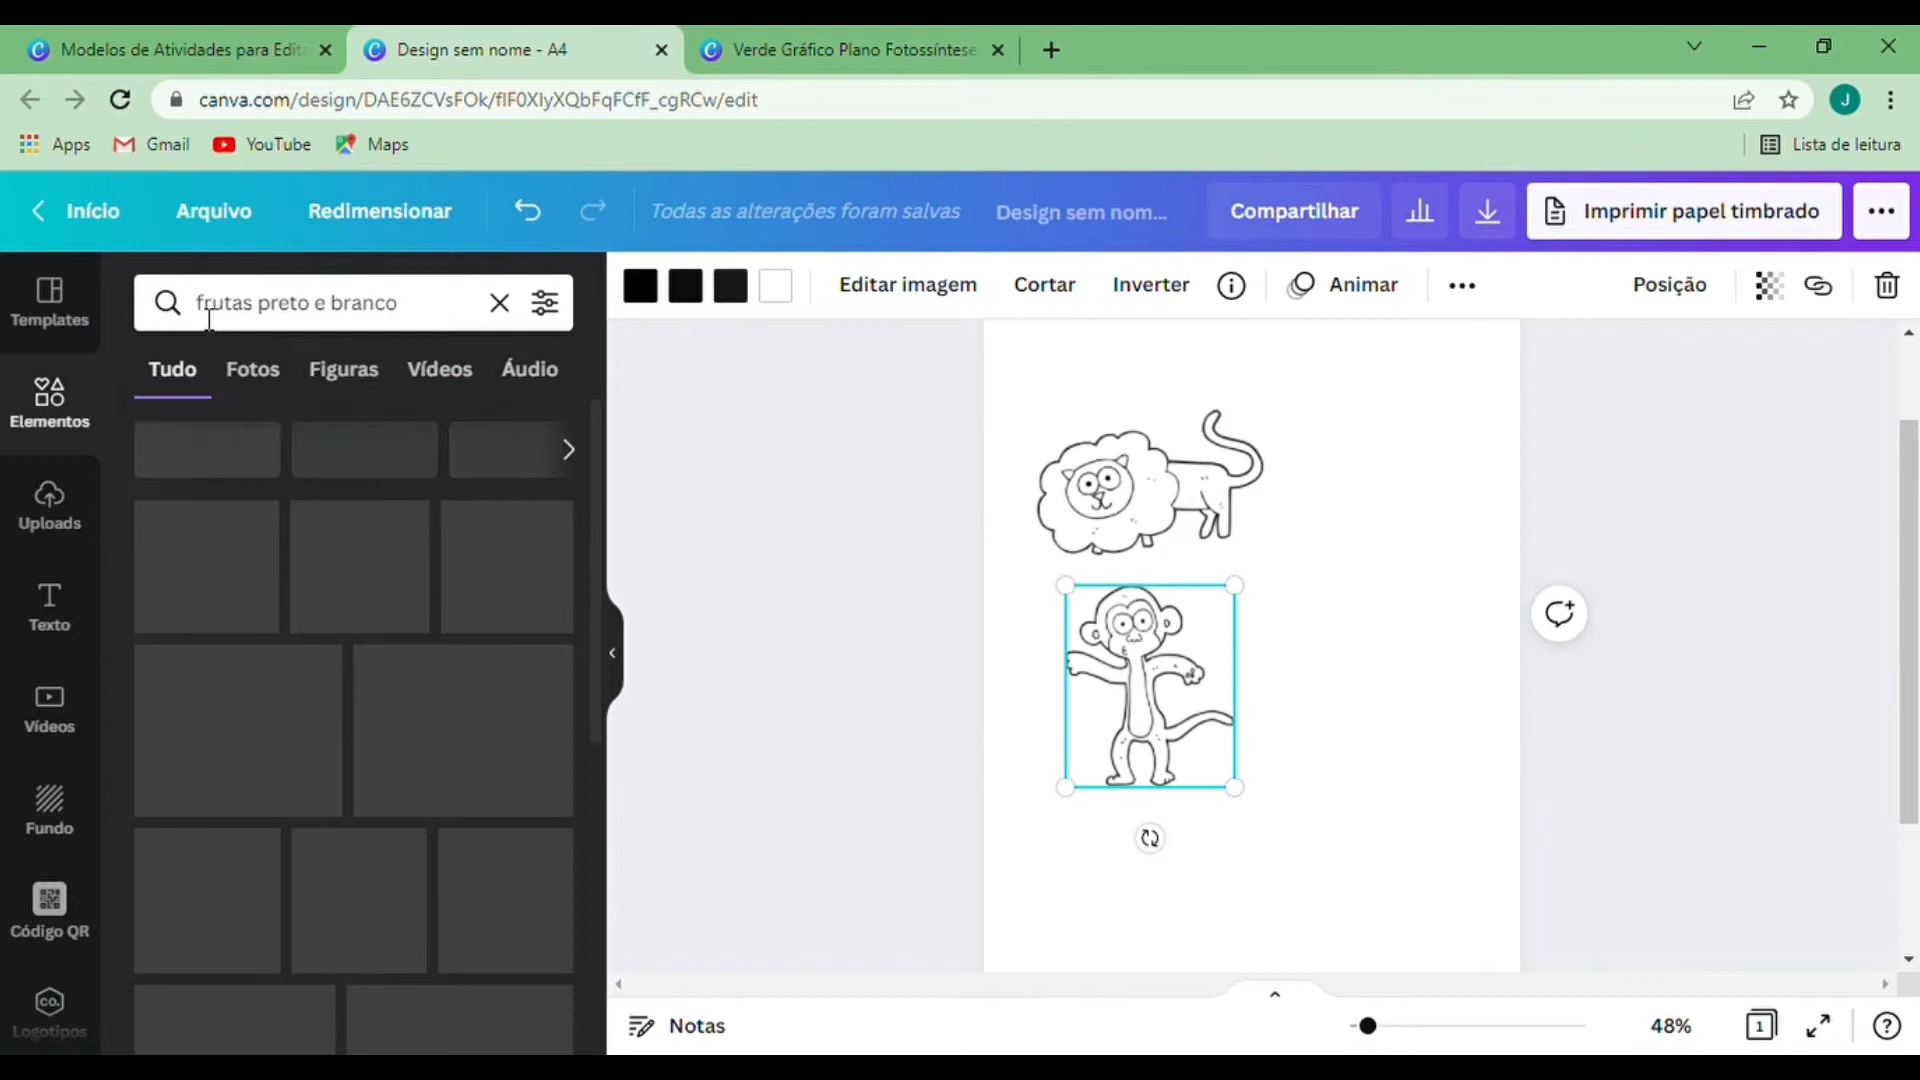 Modelos de Atividades para Edita
Design sem nome - A4
Verde Gráfico Plano Fotossíntese
canva.com/design/DAE6ZCVsFOk/fIF0XIyXQbFqFCfF_cgRCw/edit
J
Apps
Gmail
YouTube
Maps
Lista de leitura
Início
Arquivo
Redimensionar
Todas as alterações foram salvas
Design sem nom...
Compartilhar
Imprimir papel timbrado
Templates
Elementos
Uploads
Texto
Vídeos
Fundo
Código QR
CO.
Logotipos
frutas preto e branco
Tudo
Fotos
Figuras
Vídeos
Áudio
Editar imagem
Cortar
Inverter
Animar
Posição
Notas
48%
1